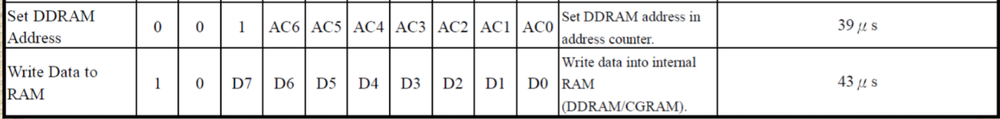 Set DDRAM Address 0 0 1 AC6 AC5 AC4 AC3 AC2 AC1 AC0 Set DDRAM address in address counter. 39 μs
Write Data to RAM 1 0 D7 D6 D5 D4 D3 D2 D1 D0 Write data into internal RAM (DDRAM/CGRAM). 43 μs